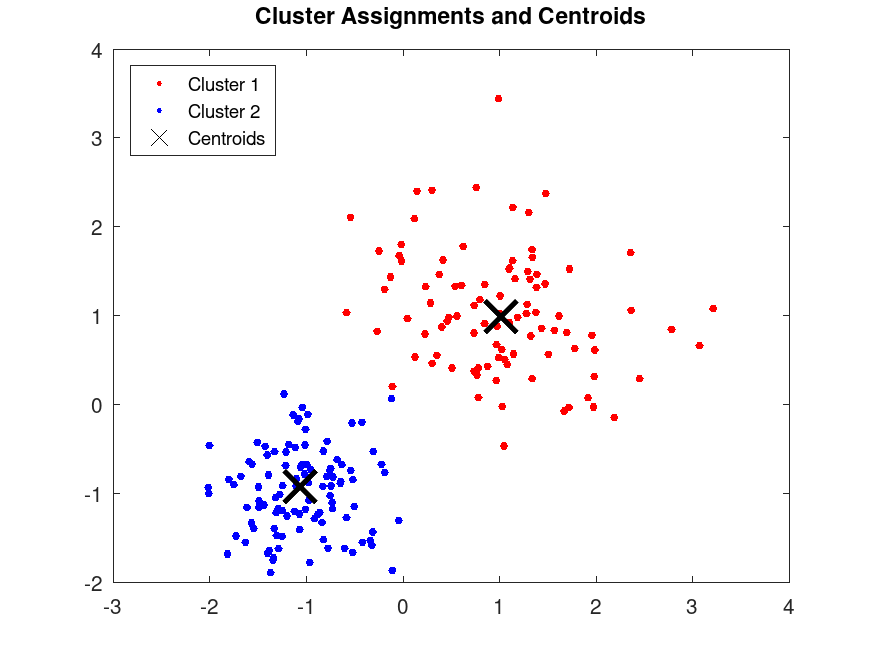 Cluster Assignments and Centroids
4
Cluster 1
Cluster 2
Centroids
3
2
1
0
-1
-2
-3 -2 -1 0 1 2 3 4